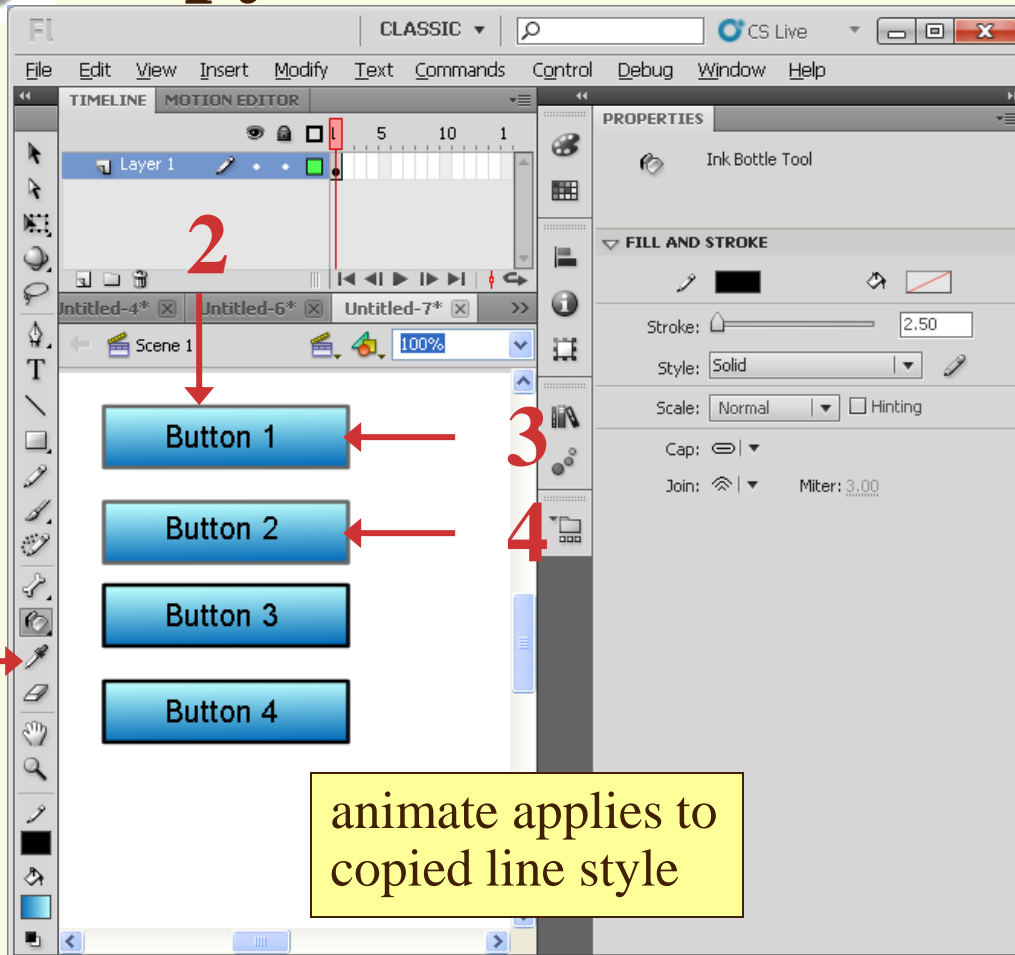 Fl CLASSIC CS Live
File Edit View Insert Modify Text Commands Control Debug Window Help
TIMELINE MOTION EDITOR
5 10 1
Layer 1
2
Untitled-4* Untitled-6* Untitled-7*
Scene 1 100%
T
Button 1
3
Button 2
4
Button 3
Button 4
animate applies to
copied line style
PROPERTIES
Ink Bottle Tool
FILL AND STROKE
Stroke: 2.50
Style: Solid
Scale: Normal Hinting
Cap:
Join: Miter: 3.00